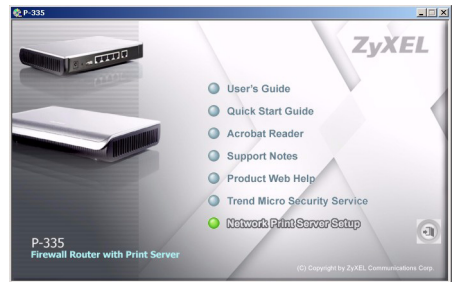 P-335
ZyXEL
User's Guide
Quick Start Guide
Acrobat Reader
Support Notes
Product Web Help
Trend Micro Security Service
Network Print Server Setup
P-335
Firewall Router with Print Server
(C) Copyright by ZyXEL Communications Corp.